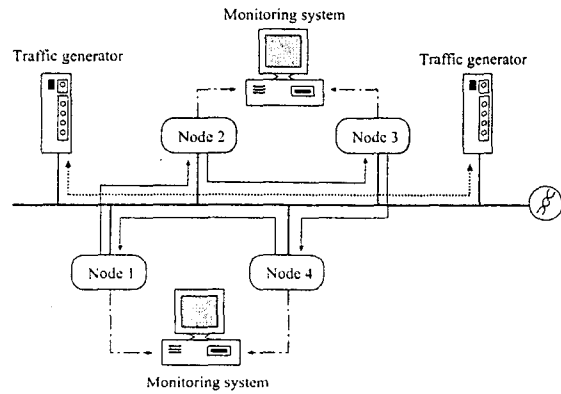 Monitoring system
Traffic generator
Traffic generator
Node 2
Node 3
Node 1
Node 4
Monitoring system